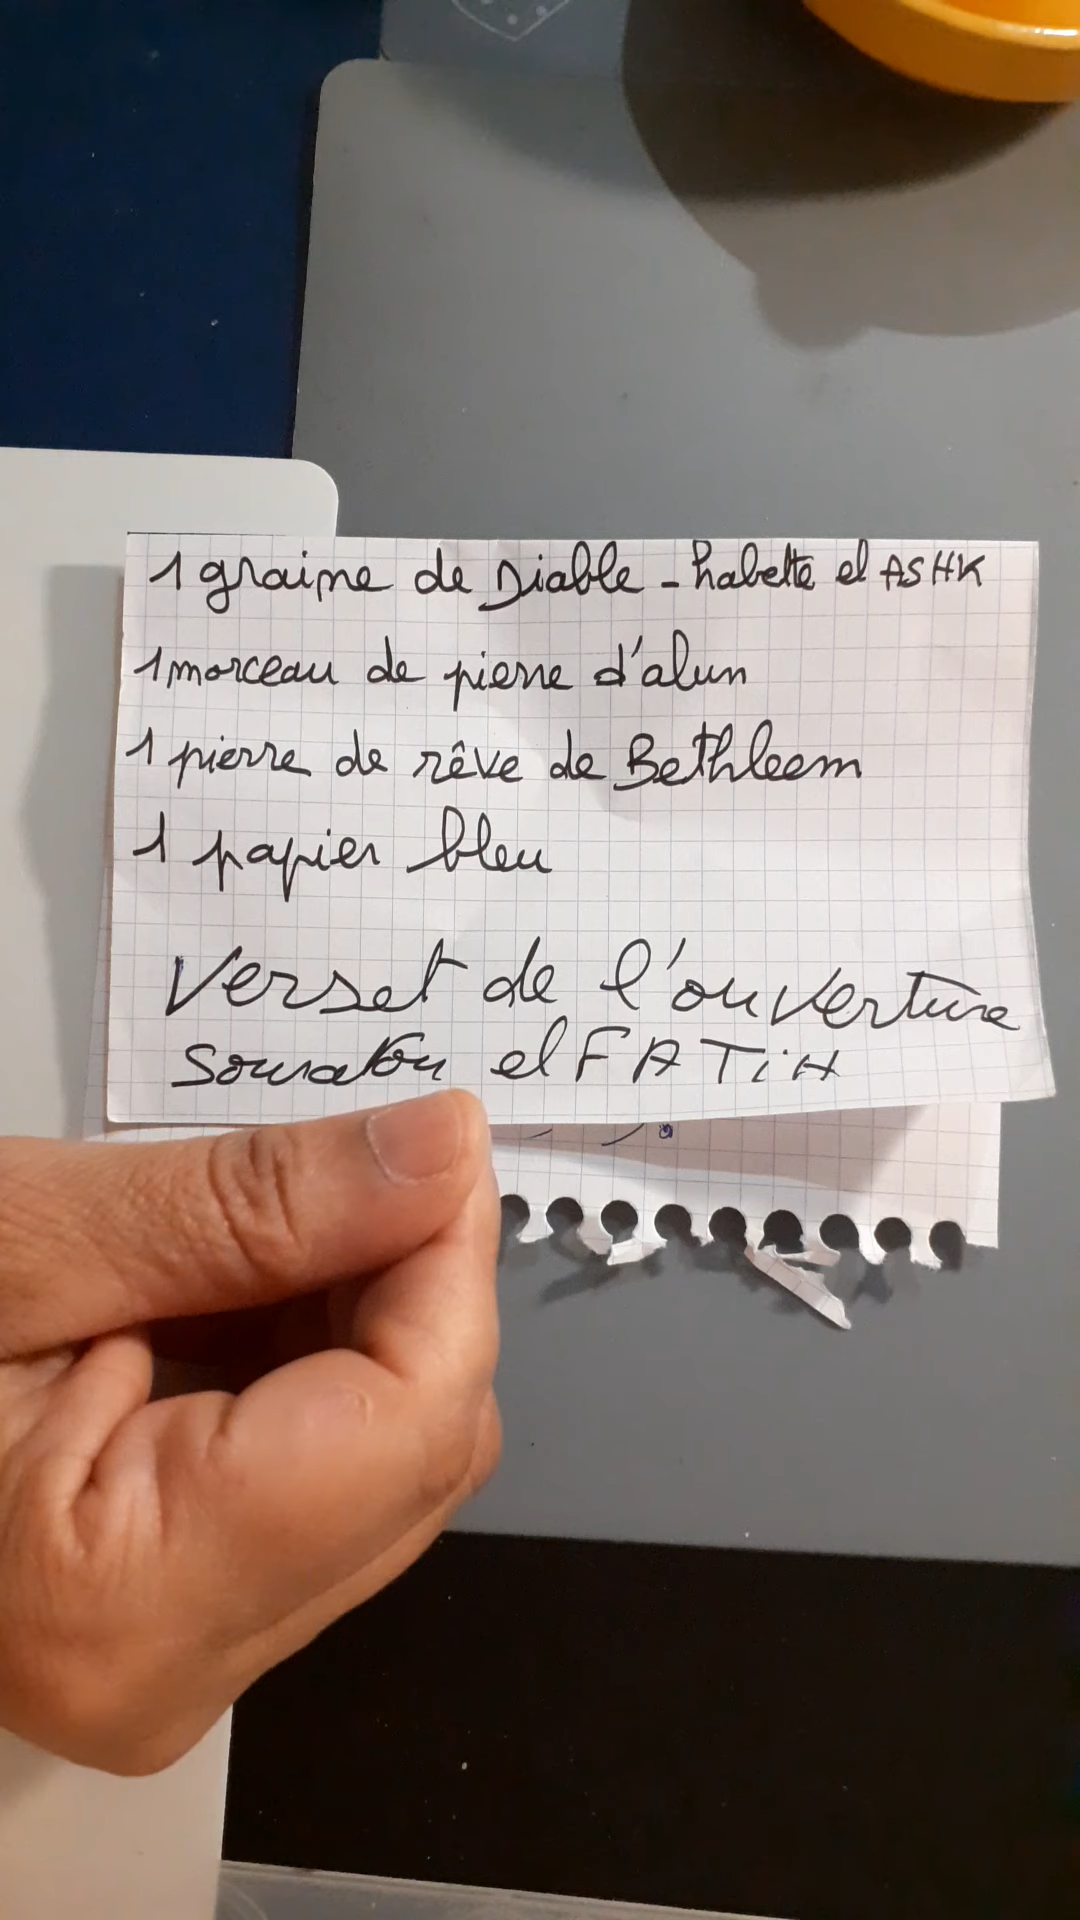 1 graine de Diable - habette el ASHK
1 morceau de pierre d'alun
1 pierre de rêve de Bethleem
1 papier bleu
Verset de l'ouverture
Souratou el FATiH